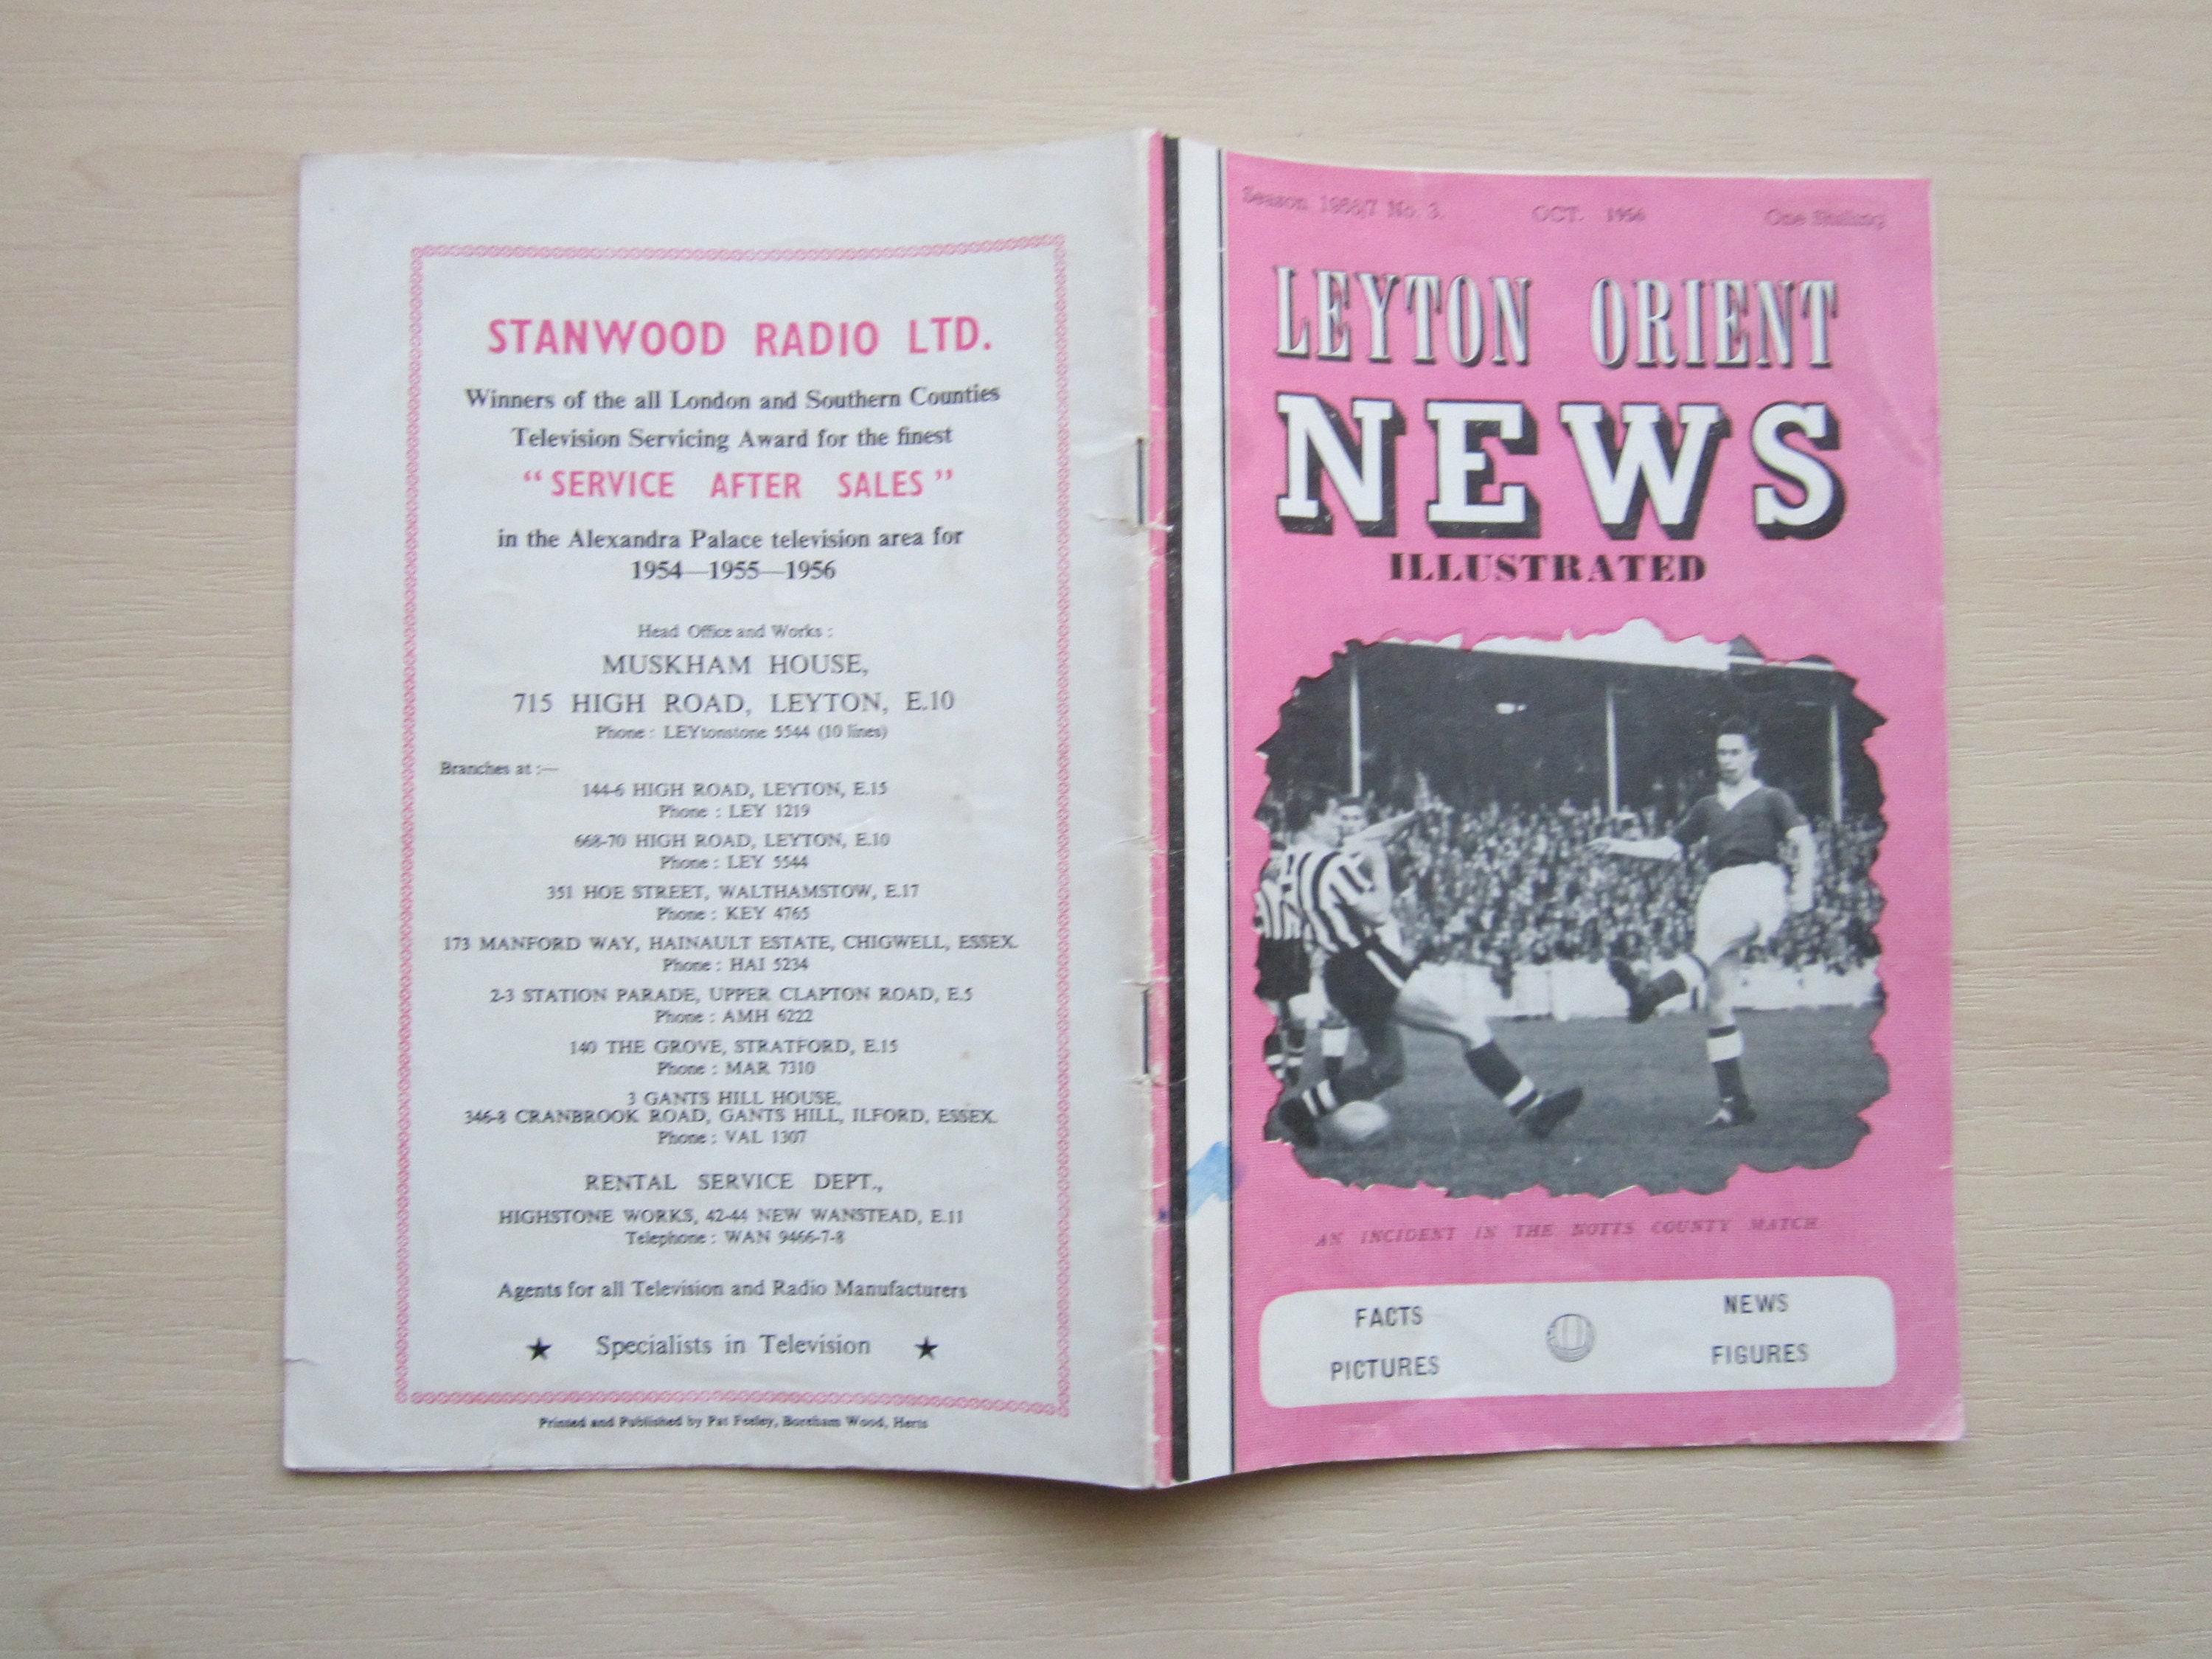 STANWOOD RADIO LTD.
Winners of the all London and Southern Counties
Television Servicing Award for the finest
“SERVICE AFTER SALES”
in the Alexandra Palace television area for
1954—1955—1956
Head Office and Works :
MUSKHAM HOUSE,
715 HIGH ROAD, LEYTON, E.10
Phone : LEYtonstone 5544 (10 lines)
Branches at :—
144-6 HIGH ROAD, LEYTON, E.15
Phone : LEY 1219
668-70 HIGH ROAD, LEYTON, E.10
Phone : LEY 5544
351 HOE STREET, WALTHAMSTOW, E.17
Phone : KEY 4765
173 MANFORD WAY, HAINAULT ESTATE, CHIGWELL, ESSEX.
Phone : HAI 5234
2-3 STATION PARADE, UPPER CLAPTON ROAD, E.5
Phone : AMH 6222
140 THE GROVE, STRATFORD, E.15
Phone : MAR 7310
3 GANTS HILL HOUSE,
346-8 CRANBROOK ROAD, GANTS HILL, ILFORD, ESSEX.
Phone : VAL 1307
RENTAL SERVICE DEPT.,
HIGHSTONE WORKS, 42-44 NEW WANSTEAD, E.11
Telephone : WAN 9466-7-8
Agents for all Television and Radio Manufacturers
★ Specialists in Television ★
Printed and Published by Pat Feeley, Boreham Wood, Herts
Season 1956/7 No. 3. OCT. 1956 One Shilling
LEYTON ORIENT
NEWS
ILLUSTRATED
AN INCIDENT IN THE NOTTS COUNTY MATCH
FACTS NEWS
PICTURES FIGURES